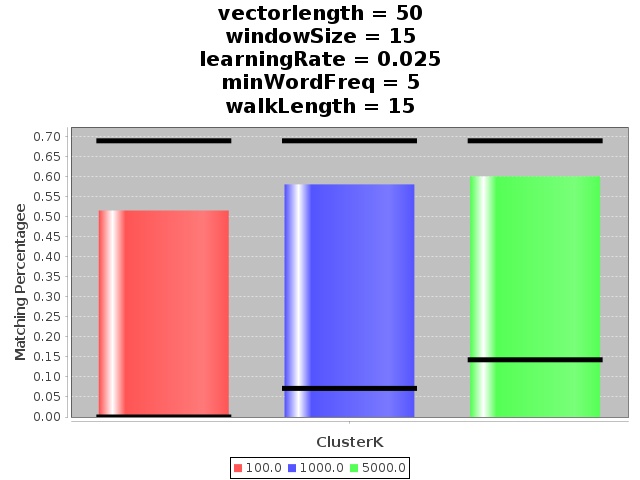 vectorlength = 50
windowSize = 15
learningRate = 0.025
minWordFreq = 5
walkLength = 15
0.70
0.65
0.60
0.55
0.50
0.45
0.40
0.35
0.30
0.25
0.20
0.15
0.10
0.05
0.00
Matching Percentagee
ClusterK
100.0 1000.0 5000.0